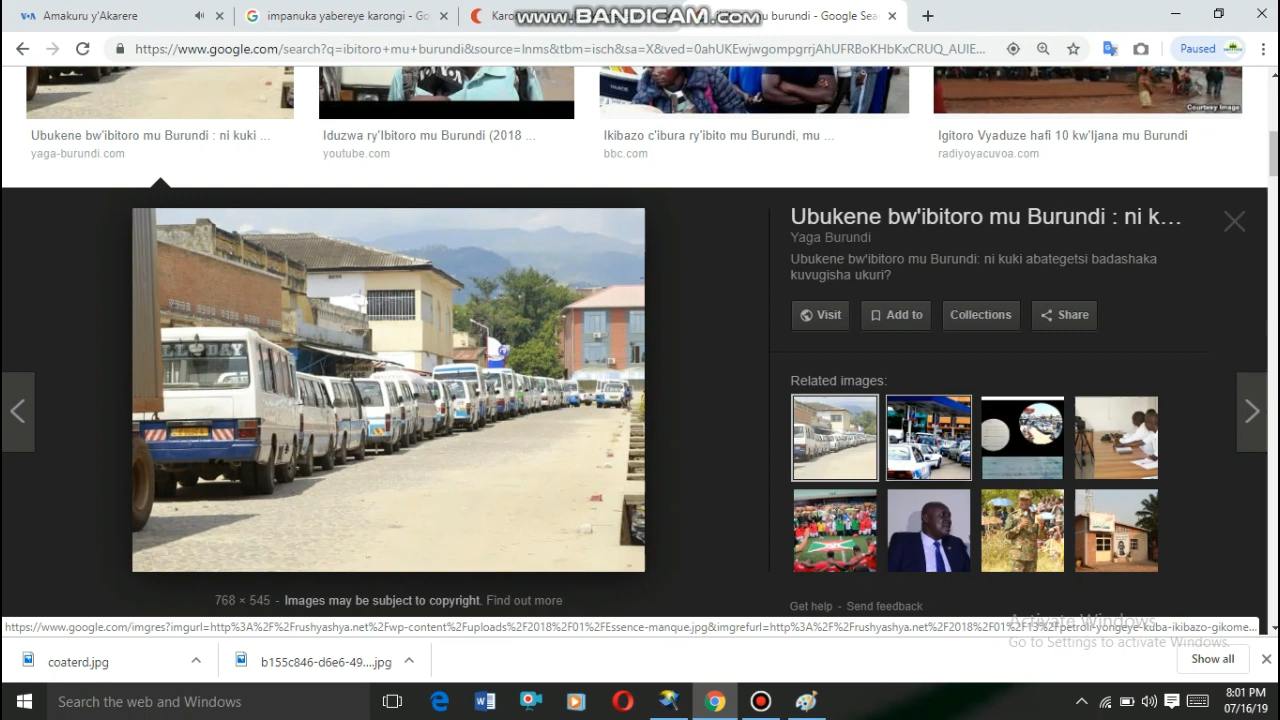 Amakuru y'Akarere
impanuka yabereye karongi - Go
Karo
www.BANDICAM.com
mu burundi - Google Sea
https://www.google.com/search?q=ibitoro+mu+burundi&source=lnms&tbm=isch&sa=X&ved=0ahUKEwjwgompgrrjAhUFRBoKHbKxCRUQ_AUIE...
Paused
Courtesy Image
Ubukene bw'ibitoro mu Burundi : ni kuki ...
yaga-burundi.com
Iduzwa ry'Ibitoro mu Burundi (2018 ...
youtube.com
Ikibazo c'ibura ry'ibito mu Burundi, mu ...
bbc.com
Igitoro Vyaduze hafi 10 kw'Ijana mu Burundi
radiyoyacuvoa.com
Ubukene bw'ibitoro mu Burundi : ni k...
Yaga Burundi
Ubukene bw'ibitoro mu Burundi: ni kuki abategetsi badashaka
kuvugisha ukuri?
Visit
Add to
Collections
Share
Related images:
768 × 545 - Images may be subject to copyright. Find out more
Get help - Send feedback
https://www.google.com/imgres?imgurl=http%3A%2F%2Frushyashya.net%2Fwp-content%2Fuploads%2F2018%2F01%2FEssence-manque.jpg&imgrefurl=http%3A%2F%2Frushyashya.net%2F2018%2F01%2F13%2Fpetroli-yongeye-kuba-ikibazo-gikome...
Activate Windows
Go to Settings to activate Windows.
coaterd.jpg
b155c846-d6e6-49....jpg
Show all
Search the web and Windows
8:01 PM
07/16/19